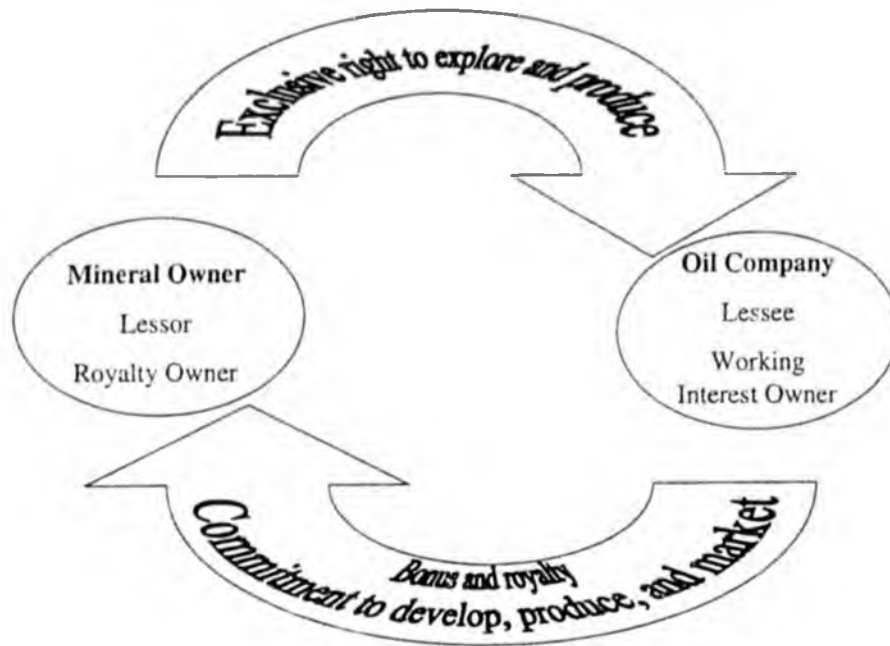 Exclusive right to explore and produce
Mineral Owner
Lessor
Royalty Owner
Oil Company
Lessee
Working
Interest Owner
Bonus and royalty
Commitment to develop, produce, and market